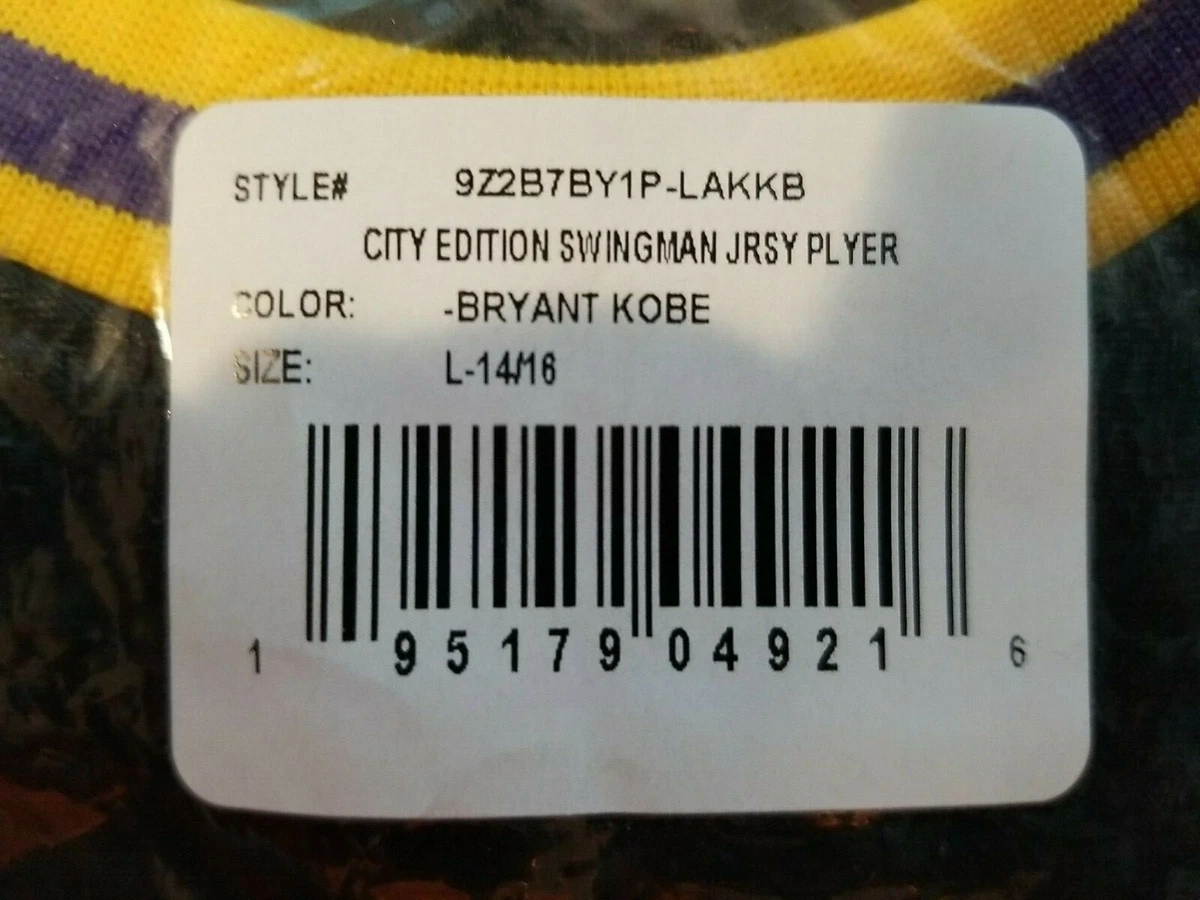 STYLE# 9Z2B7BY1P-LAKKB
CITY EDITION SWINGMAN JRSY PLYER
COLOR: -BRYANT KOBE
SIZE: L-14/16
1 95179 04921 6